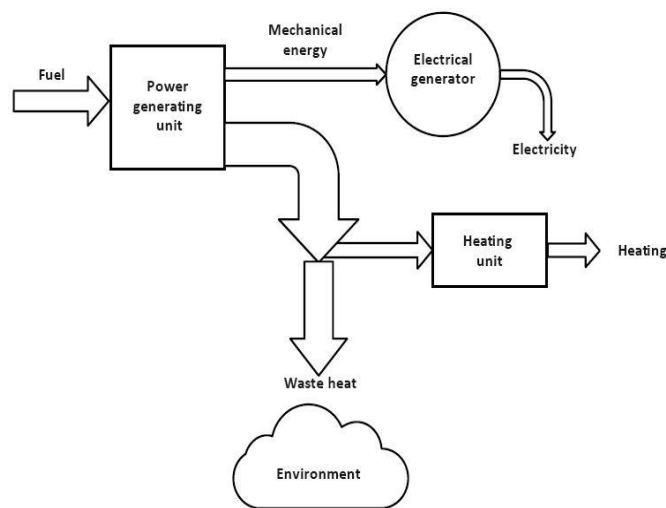 Mechanical
energy
Fuel
Power
generating
unit
Electrical
generator
Electricity
Heating
unit
Heating
Waste heat
Environment